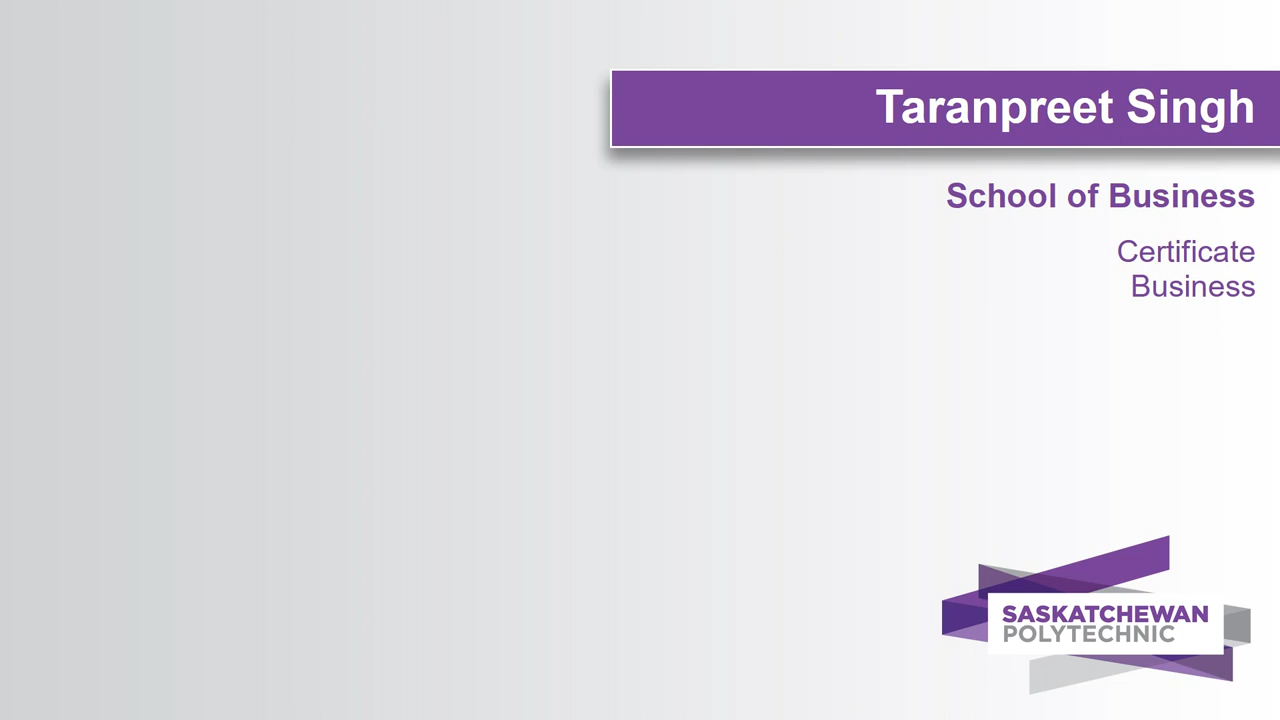 Taranpreet Singh
School of Business
Certificate
Business
SASKATCHEWAN
POLYTECHNIC